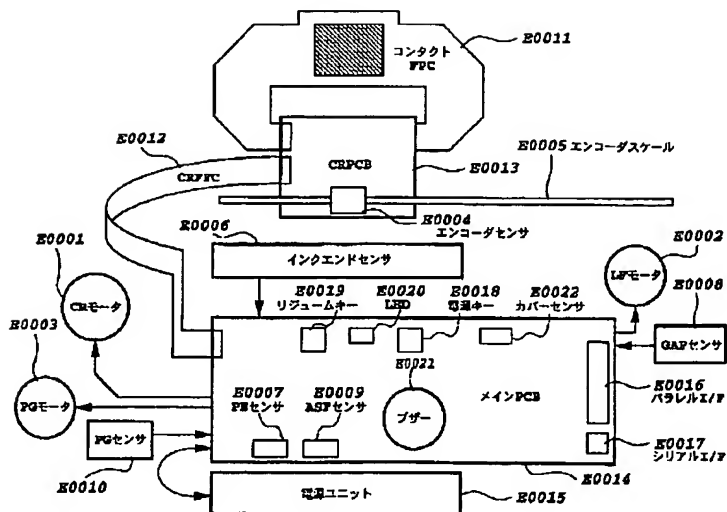 E0011
コンタクト
FPC
E0012
CRFFC
CRPCB
E0013
E0005 エンコーダスケール
E0004
エンコーダセンサ
E0006
インクエンドセンサ
E0001
CRモータ
E0002
LFモータ
E0003
PGモータ
E0008
GAPセンサ
E0019
リジュームキー
E0020
LED
E0018
電源キー
E0022
カバーセンサ
E0021
ブザー
メインPCB
E0016
パラレルI/F
E0007
PEセンサ
E0009
ASFセンサ
E0017
シリアルI/F
PGセンサ
E0010
E0014
電源ユニット
E0015